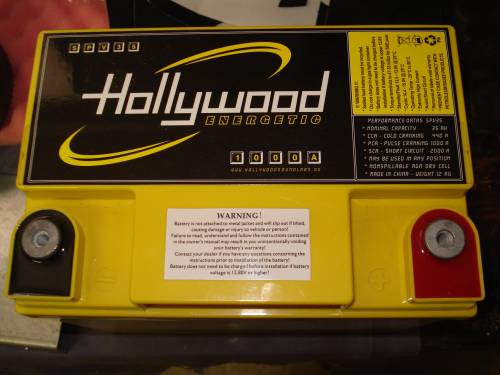 SPV35
Hollywood
ENERGETIC
1000A
www.hollywoodsoundlabs.de
PERFORMANCE DATAS SPV35
* NOMINAL CAPACITY 35 AH
* CCA - COLD CRANKING 440 A
* PCA - PULSE CRANKING 1000 A
* SCA - SHORT CIRCUIT 2000 A
* MAY BE USED IN ANY POSITION
* NONSPILLABLE AGM DRY CELL
* MADE IN CHINA - WEIGHT 12 KG
WARNING!
Battery is not attached to metal jacket and will slip out if lifted,
causing damage or injury to vehicle or person!
Failure to read, understand and follow the instructions contained
in the owner's manual may result in your unintentionally voiding
your battery's warranty!
Contact your dealer if you have any questions concerning the
instructions prior to installation of the battery!
Battery does not need to be charged before installation if battery
voltage is 12.80V or higher!